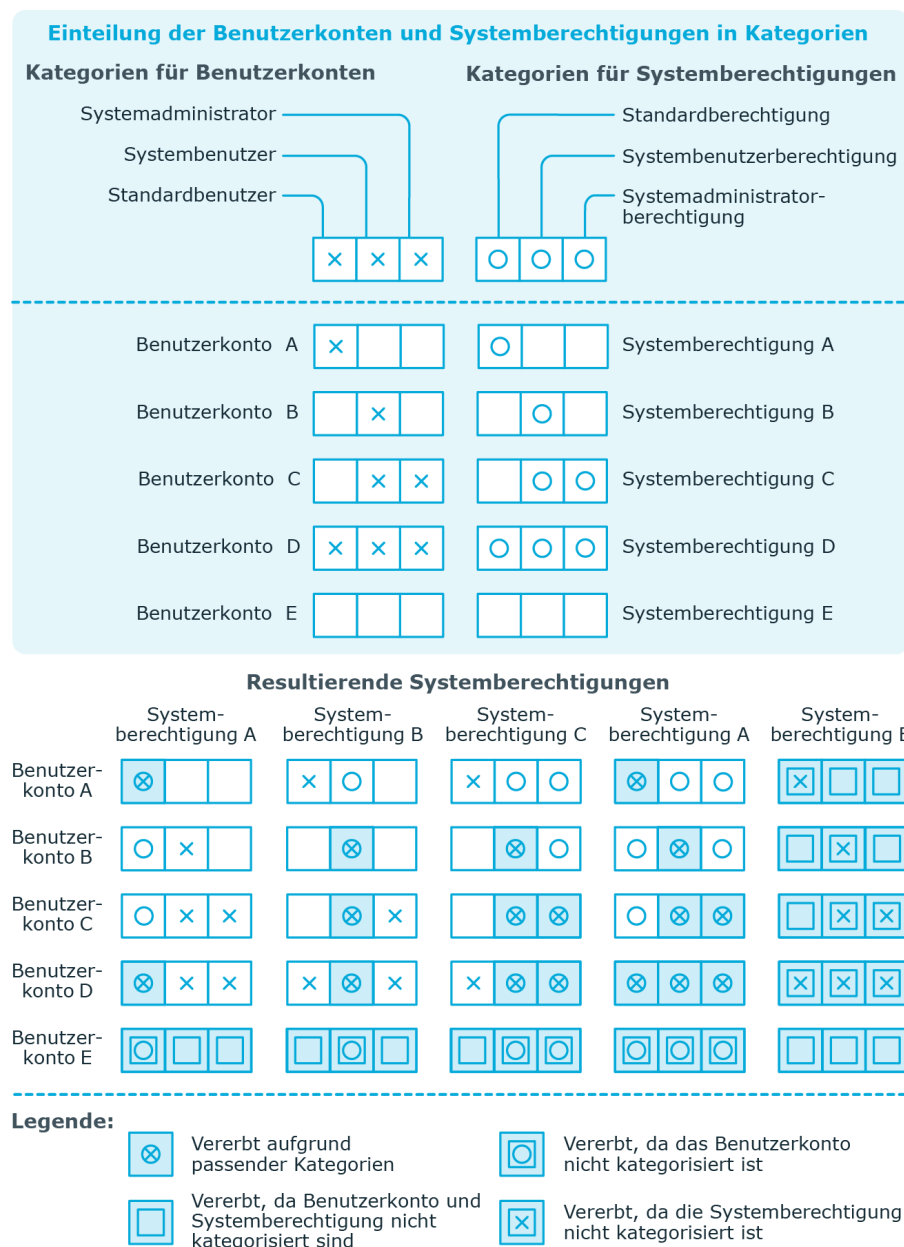 Einteilung der Benutzerkonten und Systemberechtigungen in Kategorien
Kategorien für Benutzerkonten
Kategorien für Systemberechtigungen
Systemadministrator
Systembenutzer
Standardbenutzer
Standardberechtigung
Systembenutzerberechtigung
Systemadministrator-
berechtigung
Benutzerkonto A
Systemberechtigung A
Benutzerkonto B
Systemberechtigung B
Benutzerkonto C
Systemberechtigung C
Benutzerkonto D
Systemberechtigung D
Benutzerkonto E
Systemberechtigung E
Resultierende Systemberechtigungen
System-
berechtigung A
System-
berechtigung B
System-
berechtigung C
System-
berechtigung A
System-
berechtigung E
Benutzer-
konto A
Benutzer-
konto B
Benutzer-
konto C
Benutzer-
konto D
Benutzer-
konto E
Legende:
Vererbt aufgrund
passender Kategorien
Vererbt, da das Benutzerkonto
nicht kategorisiert ist
Vererbt, da Benutzerkonto und
Systemberechtigung nicht
kategorisiert sind
Vererbt, da die Systemberechtigung
nicht kategorisiert ist